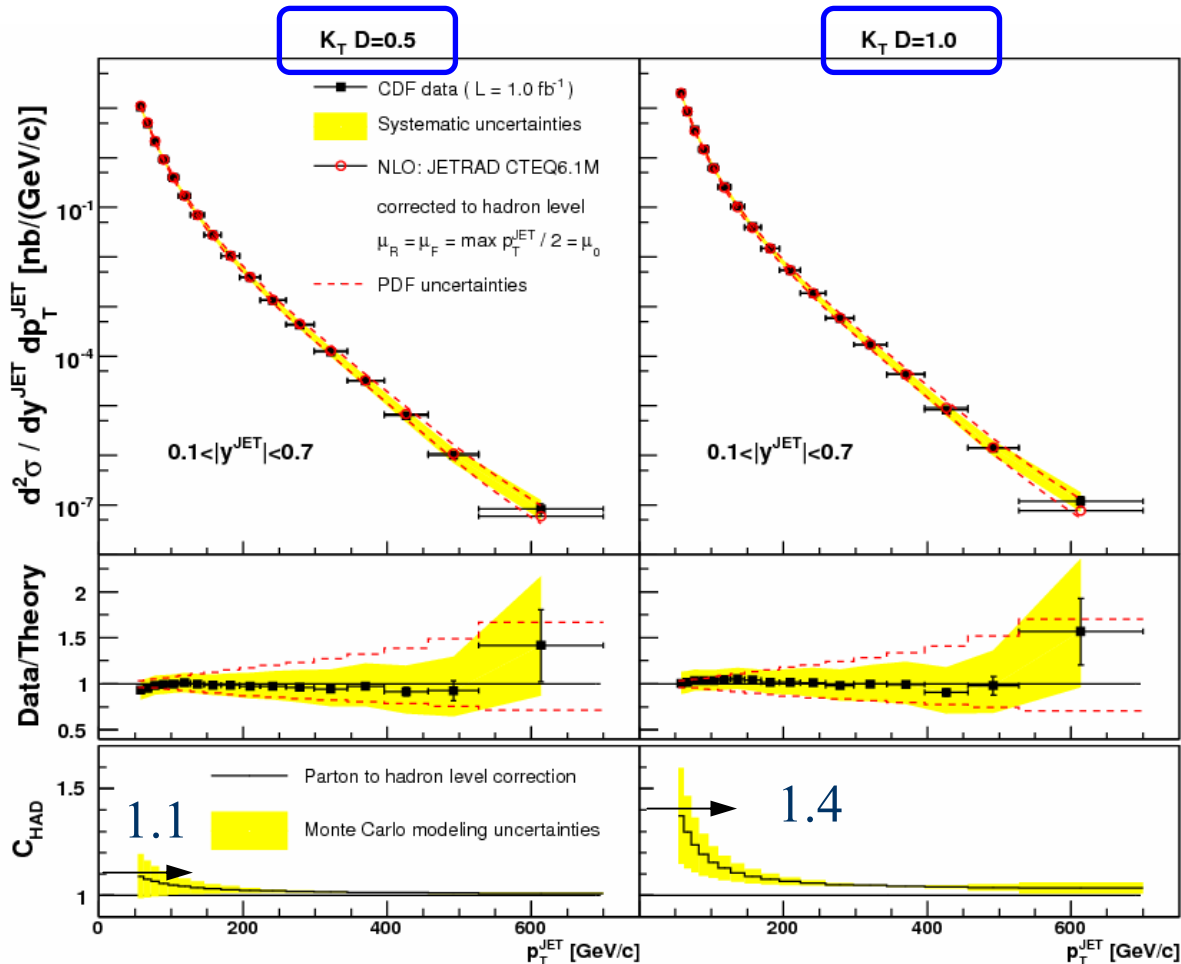 K_T D=0.5
K_T D=1.0
CDF data ( L = 1.0 fb⁻¹)
Systematic uncertainties
NLO: JETRAD CTEQ6.1M
corrected to hadron level
μ_R = μ_F = max p_T^JET / 2 = μ_0
PDF uncertainties
d²σ / dy^JET dp_T^JET [nb/(GeV/c)]
10⁻¹
10⁻⁴
10⁻⁷
0.1<|y^JET|<0.7
0.1<|y^JET|<0.7
Data/Theory
2
1.5
1
0.5
C_HAD
1.5
1
1.1
Parton to hadron level correction
Monte Carlo modeling uncertainties
1.4
0 200 400 600
p_T^JET [GeV/c]
0 200 400 600
p_T^JET [GeV/c]